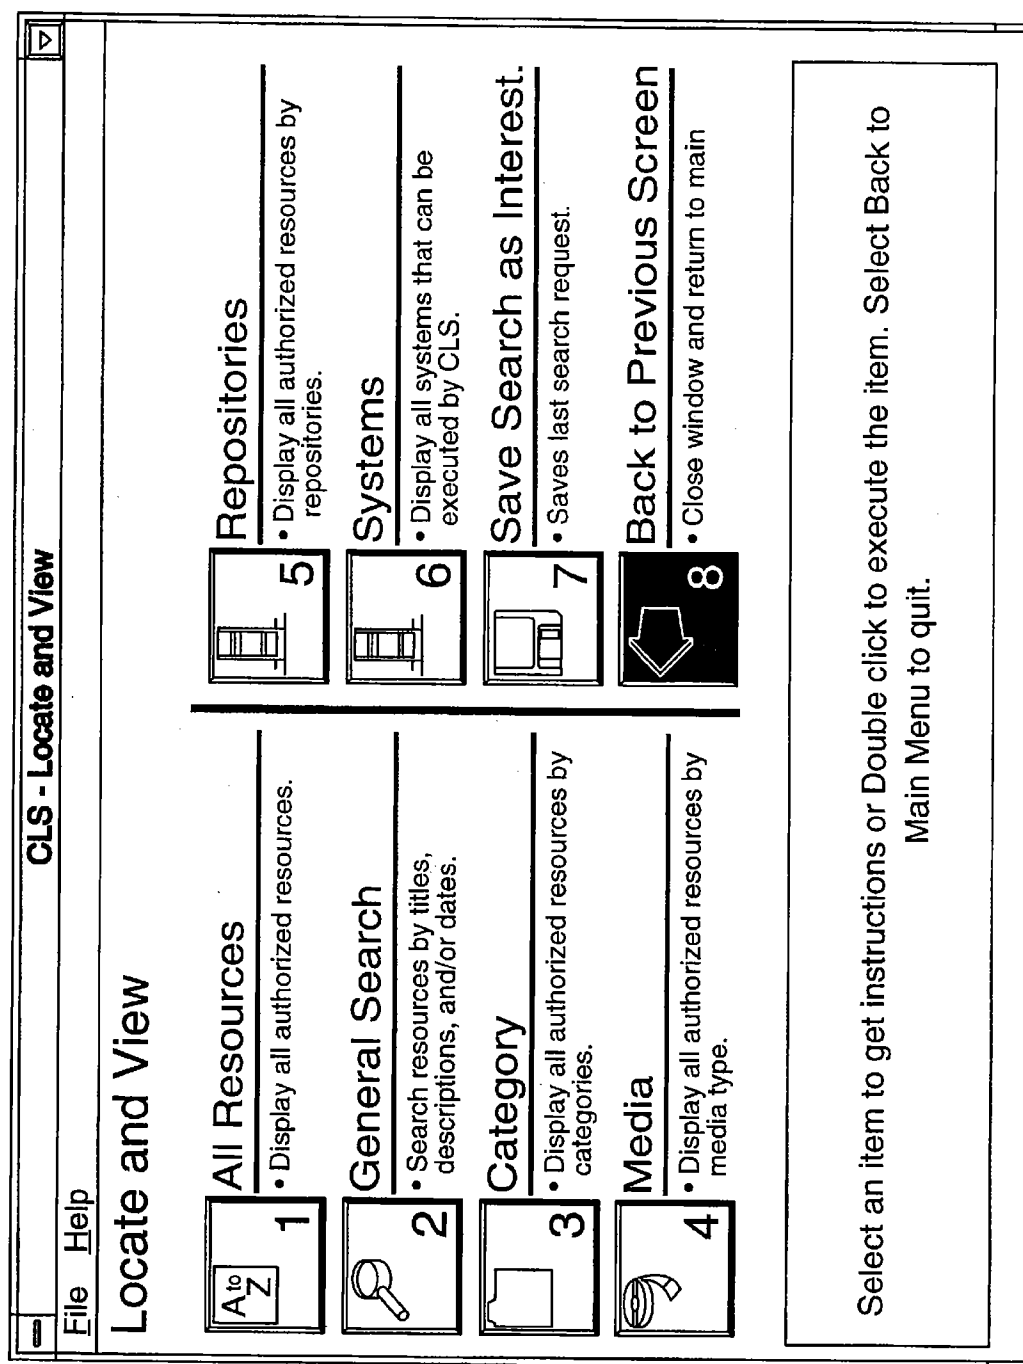 CLS - Locate and View
File Help
Locate and View
A to
Z
1
All Resources
• Display all authorized resources.
2
General Search
• Search resources by titles,
descriptions, and/or dates.
3
Category
• Display all authorized resources by
categories.
4
Media
• Display all authorized resources by
media type.
5
Repositories
• Display all authorized resources by
repositories.
6
Systems
• Display all systems that can be
executed by CLS.
7
Save Search as Interest.
• Saves last search request.
8
Back to Previous Screen
• Close window and return to main
Select an item to get instructions or Double click to execute the item. Select Back to
Main Menu to quit.